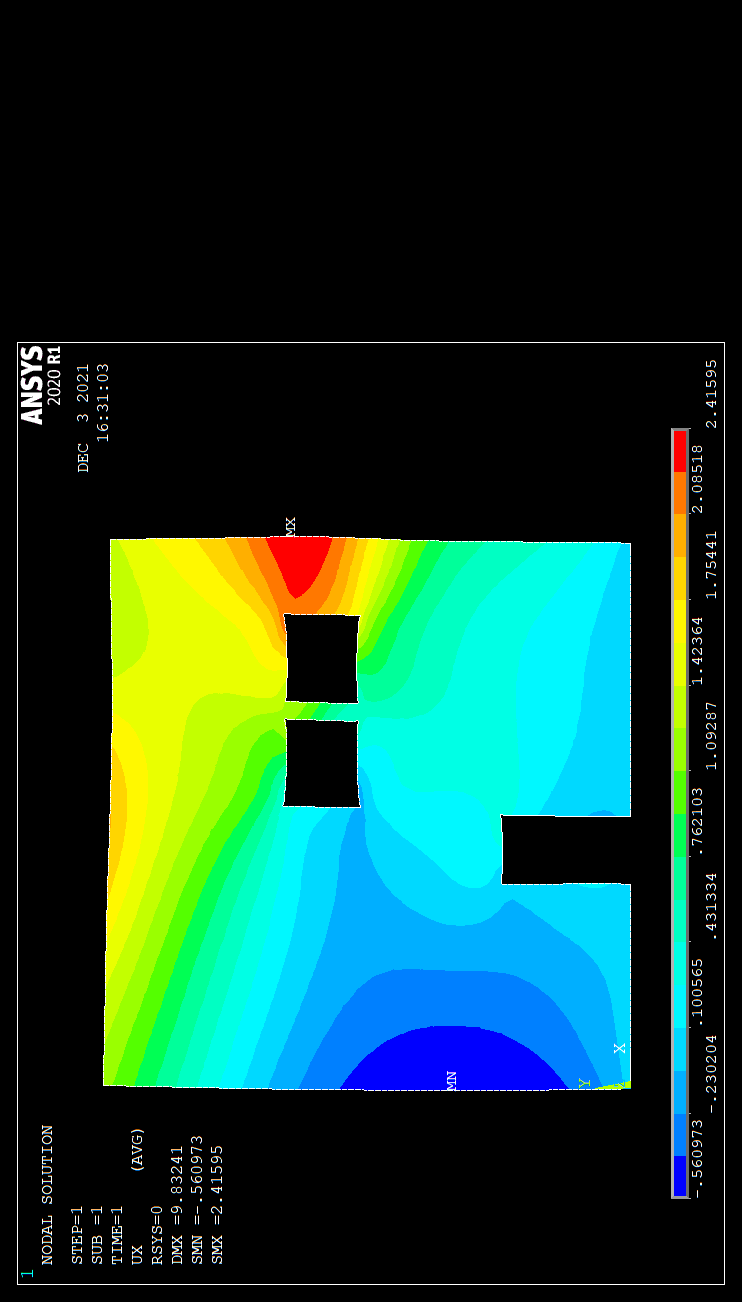 1
NODAL SOLUTION
STEP=1
SUB =1
TIME=1
UX (AVG)
RSYS=0
DMX =9.83241
SMN =-.560973
SMX =2.41595
ANSYS
2020 R1
DEC 3 2021
16:31:03
MX
MN
Y
X
-.560973
-.230204
.100565
.431334
.762103
1.09287
1.42364
1.75441
2.08518
2.41595